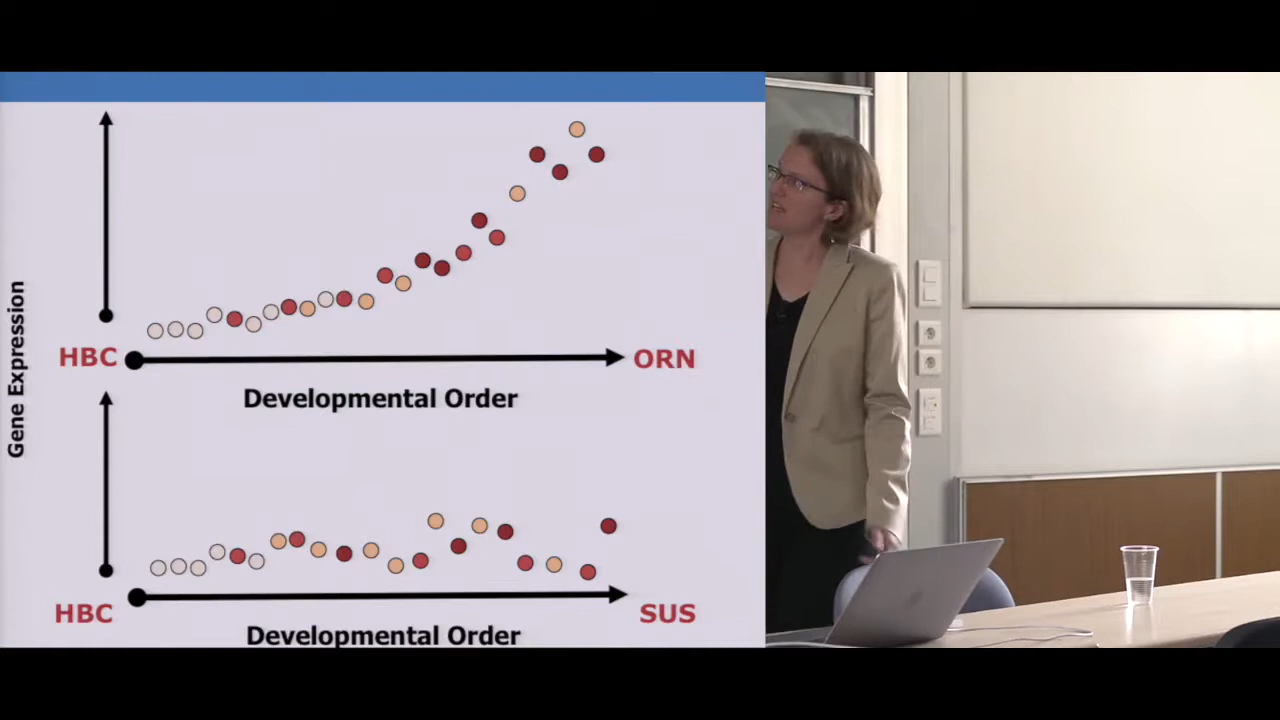 Gene Expression
HBC
ORN
Developmental Order
HBC
SUS
Developmental Order